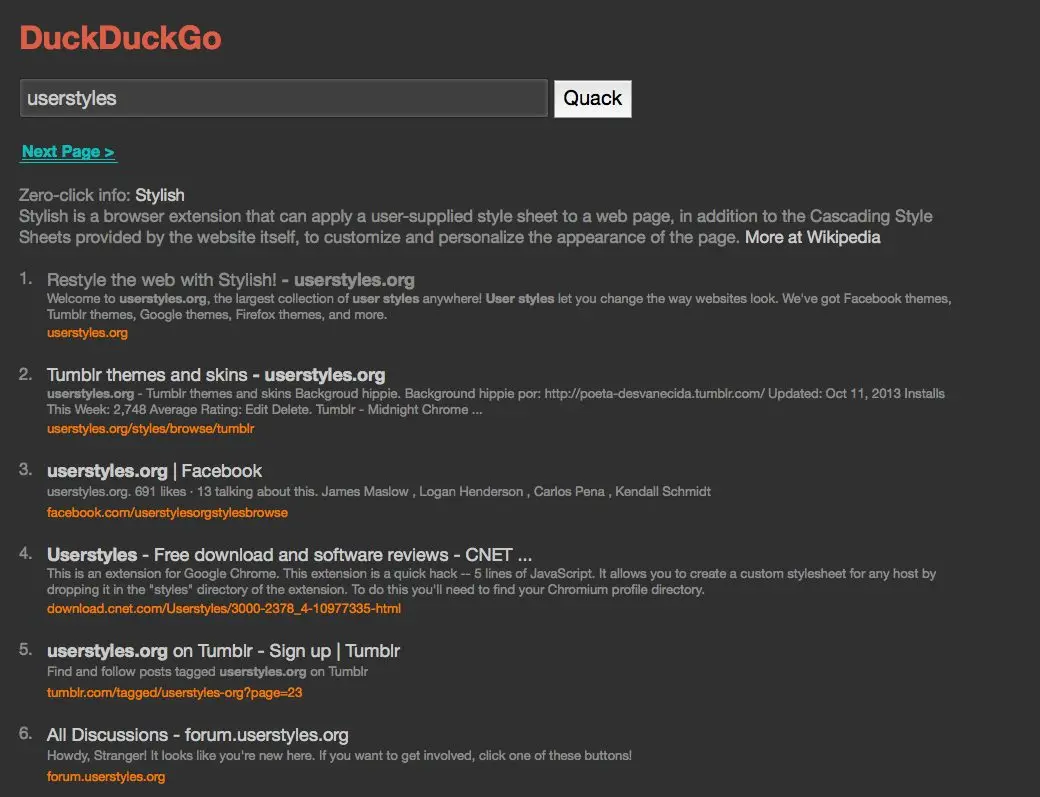 DuckDuckGo
userstyles
Quack
Next Page >
Zero-click info: Stylish
Stylish is a browser extension that can apply a user-supplied style sheet to a web page, in addition to the Cascading Style
Sheets provided by the website itself, to customize and personalize the appearance of the page. More at Wikipedia
1. Restyle the web with Stylish! - userstyles.org
Welcome to userstyles.org, the largest collection of user styles anywhere! User styles let you change the way websites look. We've got Facebook themes,
Tumblr themes, Google themes, Firefox themes, and more.
userstyles.org
2. Tumblr themes and skins - userstyles.org
userstyles.org - Tumblr themes and skins Backgroud hippie. Background hippie por: http://poeta-desvanecida.tumblr.com/ Updated: Oct 11, 2013 Installs
This Week: 2,748 Average Rating: Edit Delete. Tumblr - Midnight Chrome ...
userstyles.org/styles/browse/tumblr
3. userstyles.org | Facebook
userstyles.org. 691 likes · 13 talking about this. James Maslow , Logan Henderson , Carlos Pena , Kendall Schmidt
facebook.com/userstylesorgstylesbrowse
4. Userstyles - Free download and software reviews - CNET ...
This is an extension for Google Chrome. This extension is a quick hack -- 5 lines of JavaScript. It allows you to create a custom stylesheet for any host by
dropping it in the "styles" directory of the extension. To do this you'll need to find your Chromium profile directory.
download.cnet.com/Userstyles/3000-2378_4-10977335-html
5. userstyles.org on Tumblr - Sign up | Tumblr
Find and follow posts tagged userstyles.org on Tumblr
tumblr.com/tagged/userstyles-org?page=23
6. All Discussions - forum.userstyles.org
Howdy, Stranger! It looks like you're new here. If you want to get involved, click one of these buttons!
forum.userstyles.org